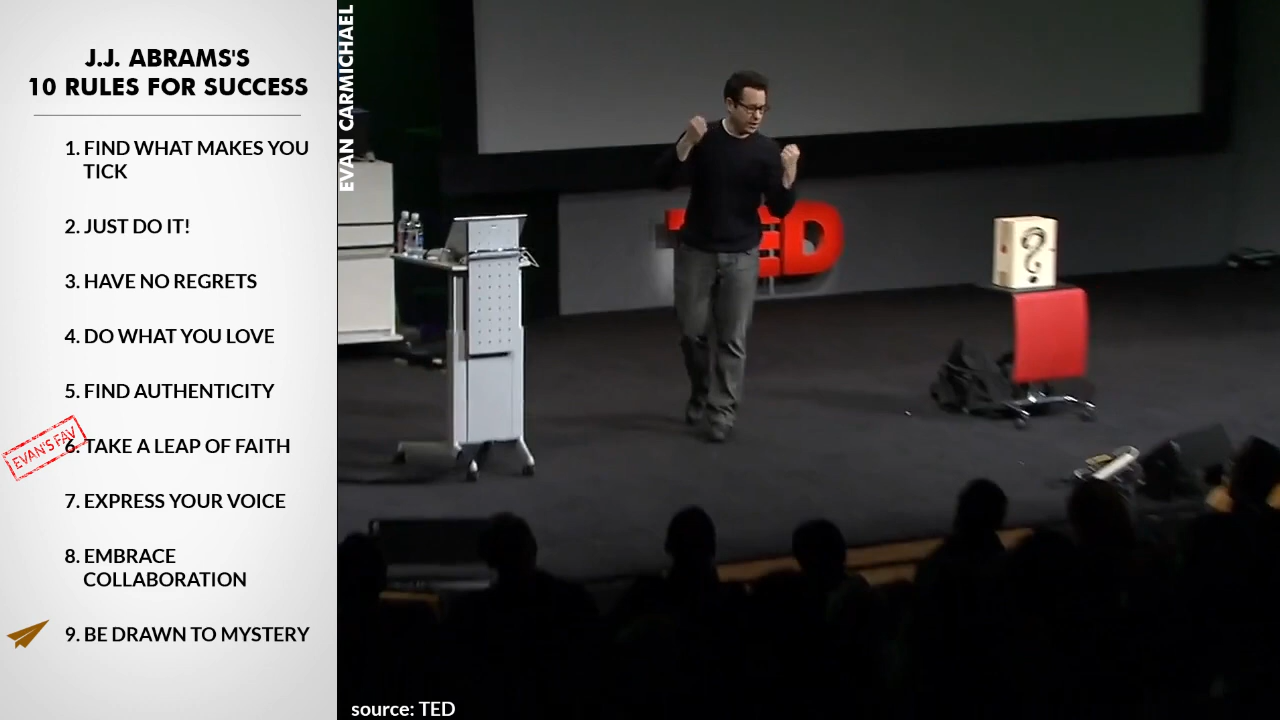 J.J. ABRAMS'S
10 RULES FOR SUCCESS
1. FIND WHAT MAKES YOU
TICK
2. JUST DO IT!
3. HAVE NO REGRETS
4. DO WHAT YOU LOVE
5. FIND AUTHENTICITY
EVAN'S FAV
6. TAKE A LEAP OF FAITH
7. EXPRESS YOUR VOICE
8. EMBRACE
COLLABORATION
9. BE DRAWN TO MYSTERY
EVAN CARMICHAEL
TED
?
source: TED